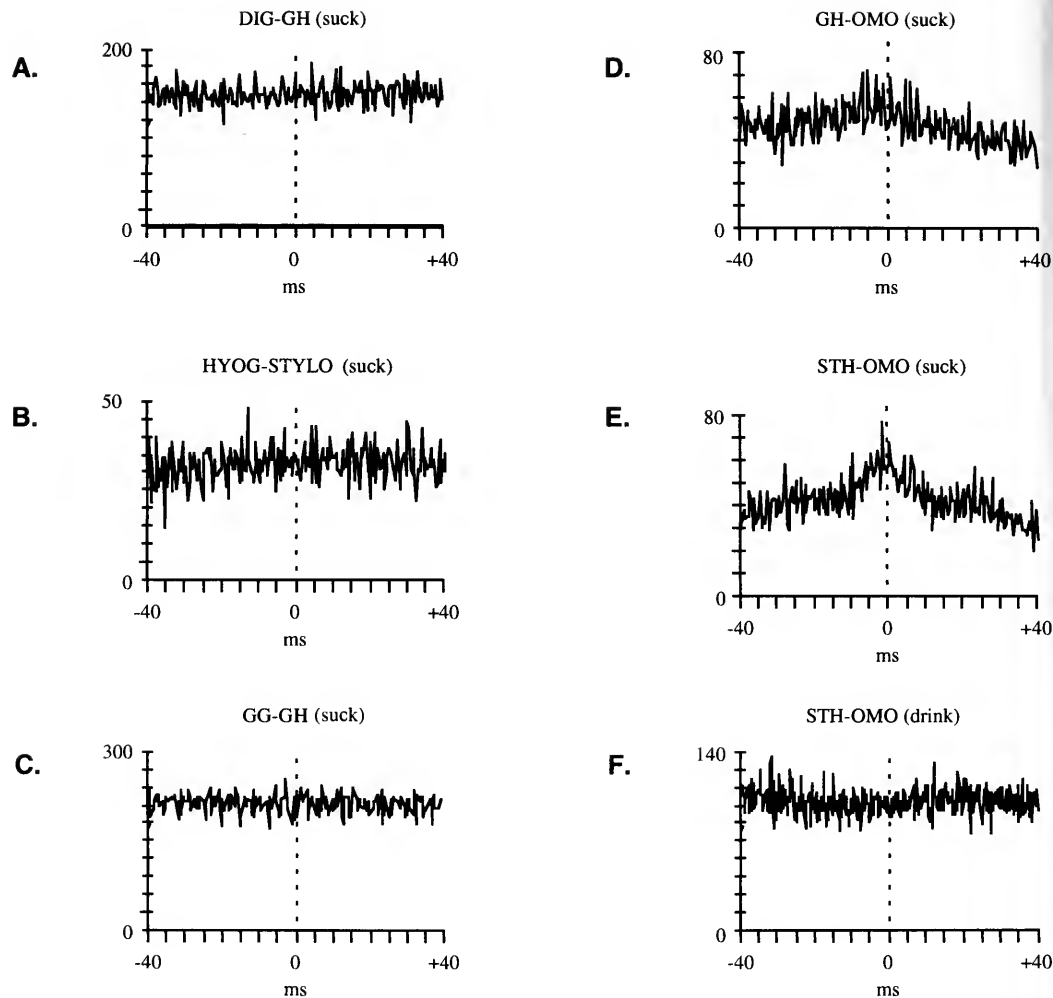 A.
DIG-GH (suck)
200
0
-40 0 +40
ms
B.
HYOG-STYLO (suck)
50
0
-40 0 +40
ms
C.
GG-GH (suck)
300
0
-40 0 +40
ms
D.
GH-OMO (suck)
80
0
-40 0 +40
ms
E.
STH-OMO (suck)
80
0
-40 0 +40
ms
F.
STH-OMO (drink)
140
0
-40 0 +40
ms